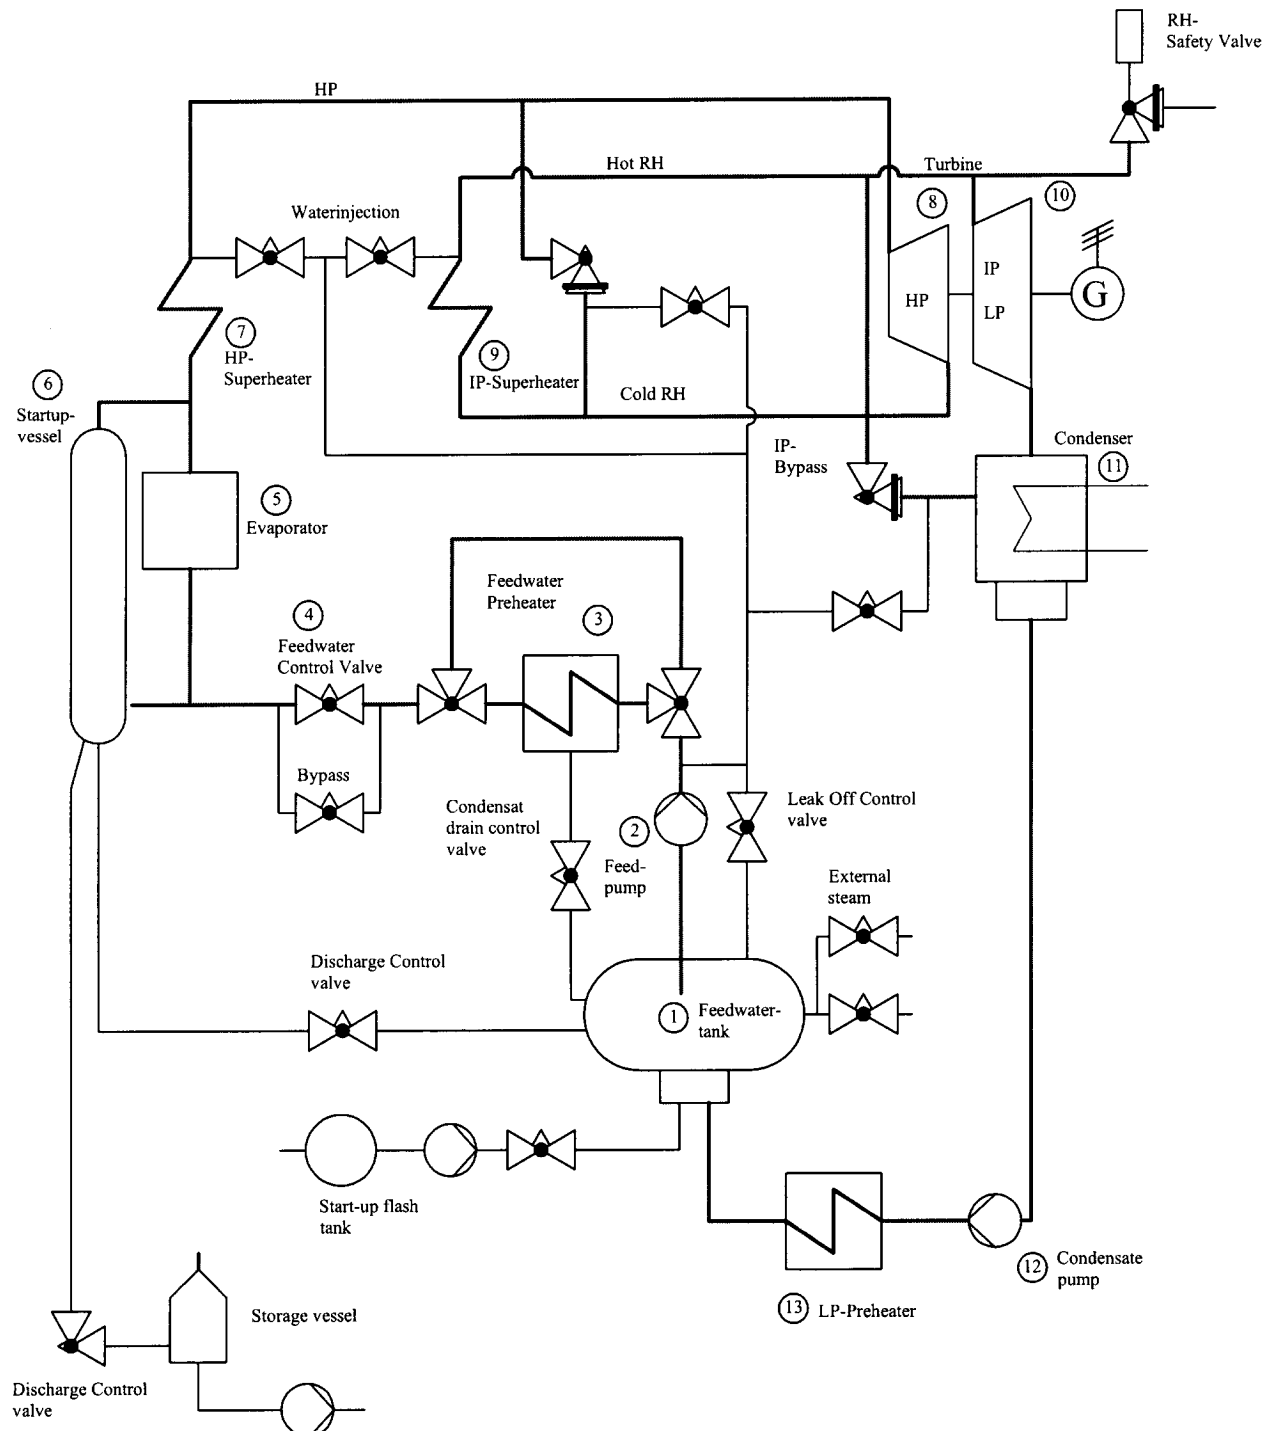 RH-
Safety Valve
HP
Hot RH
Turbine
10
8
Waterinjection
IP
HP
LP
G
7
HP-
Superheater
9
IP-Superheater
6
Startup-
vessel
Cold RH
IP-
Bypass
Condenser
11
5
Evaporator
Feedwater
Preheater
4
3
Feedwater
Control Valve
Bypass
Condensat
drain control
valve
2
Feed-
pump
Leak Off Control
valve
External
steam
Discharge Control
valve
1
Feedwater-
tank
Start-up flash
tank
12
Condensate
pump
13
LP-Preheater
Storage vessel
Discharge Control
valve